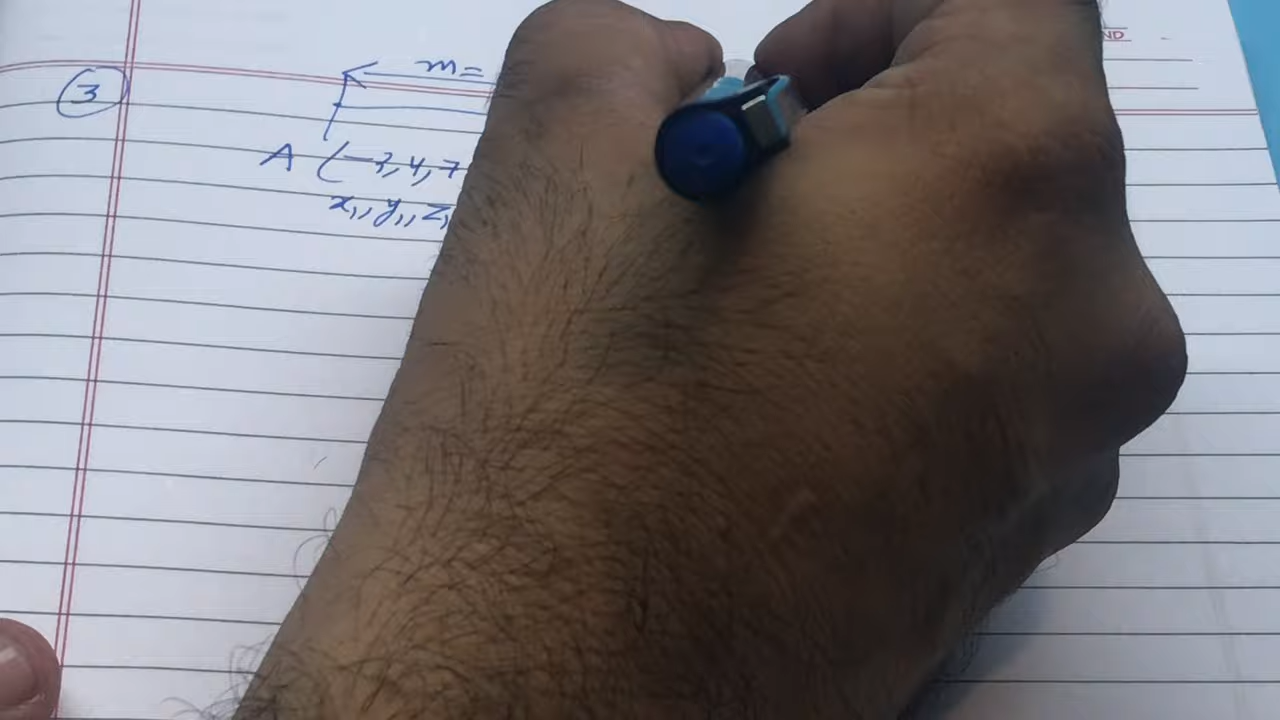 m=
3
A (-3,4,7
x₁,y₁,z₁